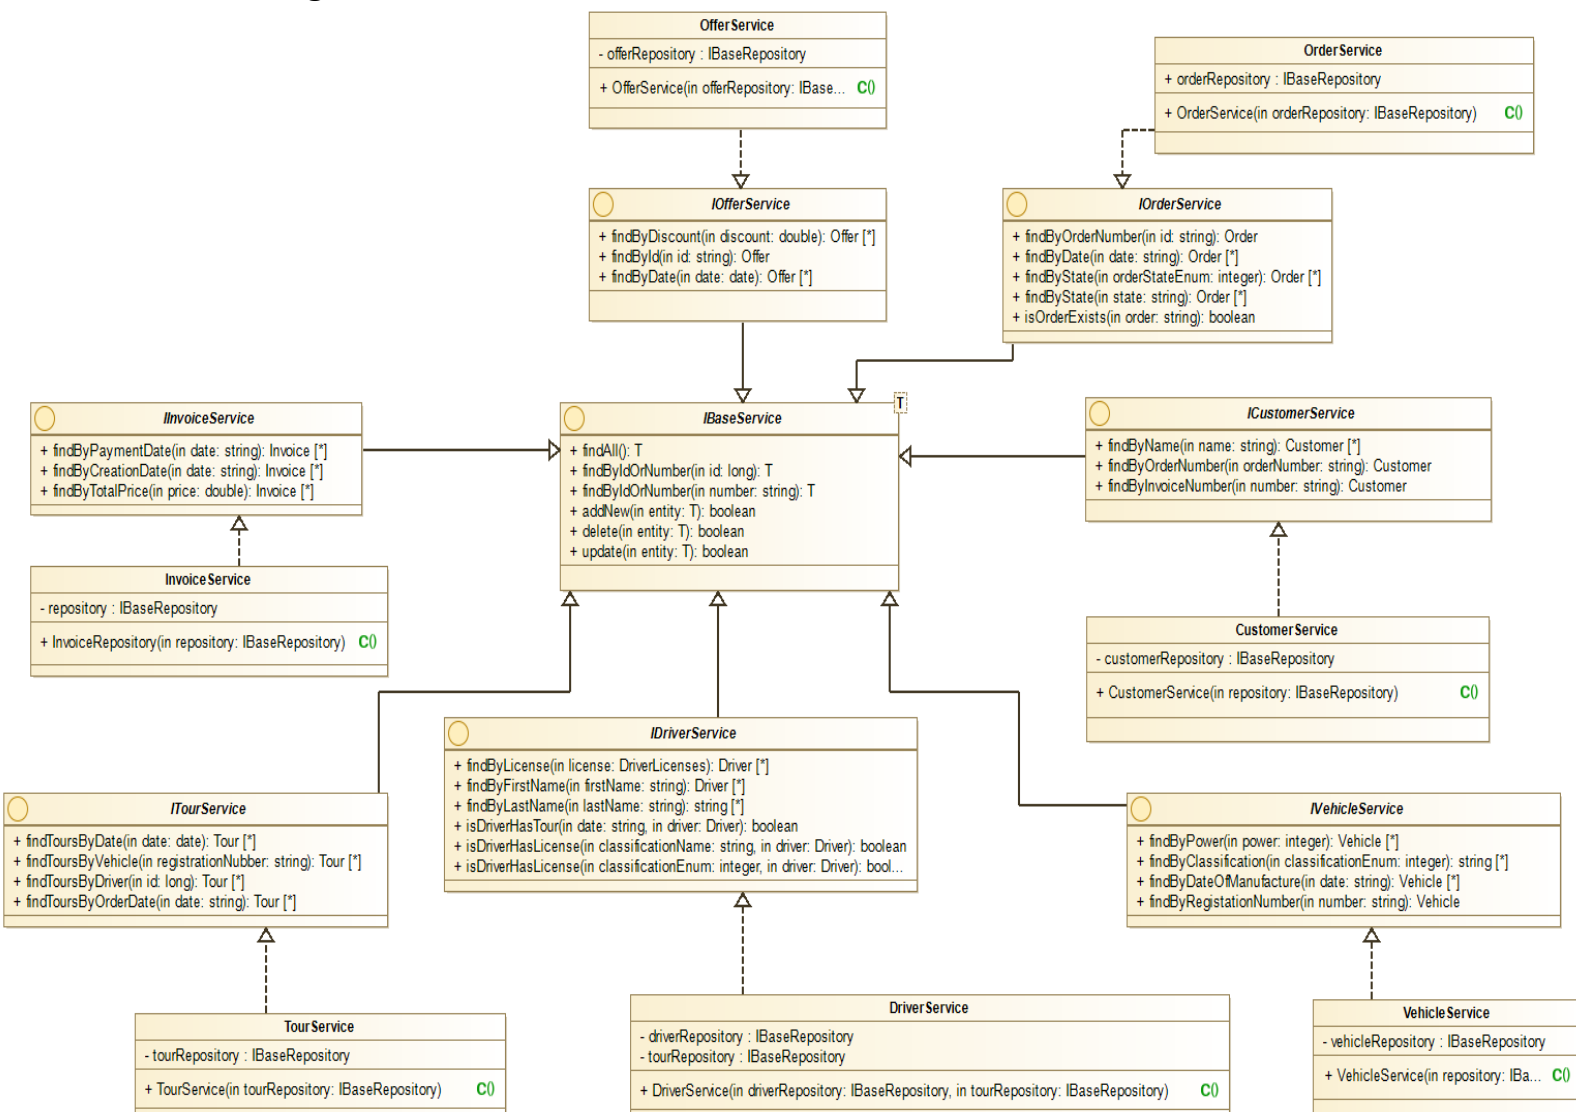 OfferService
- offerRepository : IBaseRepository
+ OfferService(in offerRepository: IBase... C()
OrderService
+ orderRepository : IBaseRepository
+ OrderService(in orderRepository: IBaseRepository) C()
IOfferService
+ findByDiscount(in discount: double): Offer [*]
+ findById(in id: string): Offer
+ findByDate(in date: date): Offer [*]
IOrderService
+ findByOrderNumber(in id: string): Order
+ findByDate(in date: string): Order [*]
+ findByState(in orderStateEnum: integer): Order [*]
+ findByState(in state: string): Order [*]
+ isOrderExists(in order: string): boolean
IInvoiceService
+ findByPaymentDate(in date: string): Invoice [*]
+ findByCreationDate(in date: string): Invoice [*]
+ findByTotalPrice(in price: double): Invoice [*]
IBaseService
T
+ findAll(): T
+ findByIdOrNumber(in id: long): T
+ findByIdOrNumber(in number: string): T
+ addNew(in entity: T): boolean
+ delete(in entity: T): boolean
+ update(in entity: T): boolean
ICustomerService
+ findByName(in name: string): Customer [*]
+ findByOrderNumber(in orderNumber: string): Customer
+ findByInvoiceNumber(in number: string): Customer
InvoiceService
- repository : IBaseRepository
+ InvoiceRepository(in repository: IBaseRepository) C()
CustomerService
- customerRepository : IBaseRepository
+ CustomerService(in repository: IBaseRepository) C()
IDriverService
+ findByLicense(in license: DriverLicenses): Driver [*]
+ findByFirstName(in firstName: string): Driver [*]
+ findByLastName(in lastName: string): string [*]
+ isDriverHasTour(in date: string, in driver: Driver): boolean
+ isDriverHasLicense(in classificationName: string, in driver: Driver): boolean
+ isDriverHasLicense(in classificationEnum: integer, in driver: Driver): bool...
ITourService
+ findToursByDate(in date: date): Tour [*]
+ findToursByVehicle(in registrationNubber: string): Tour [*]
+ findToursByDriver(in id: long): Tour [*]
+ findToursByOrderDate(in date: string): Tour [*]
IVehicleService
+ findByPower(in power: integer): Vehicle [*]
+ findByClassification(in classificationEnum: integer): string [*]
+ findByDateOfManufacture(in date: string): Vehicle [*]
+ findByRegistationNumber(in number: string): Vehicle
TourService
- tourRepository : IBaseRepository
+ TourService(in tourRepository: IBaseRepository) C()
DriverService
- driverRepository : IBaseRepository
- tourRepository : IBaseRepository
+ DriverService(in driverRepository: IBaseRepository, in tourRepository: IBaseRepository) C()
VehicleService
- vehicleRepository : IBaseRepository
+ VehicleService(in repository: IBa... C()